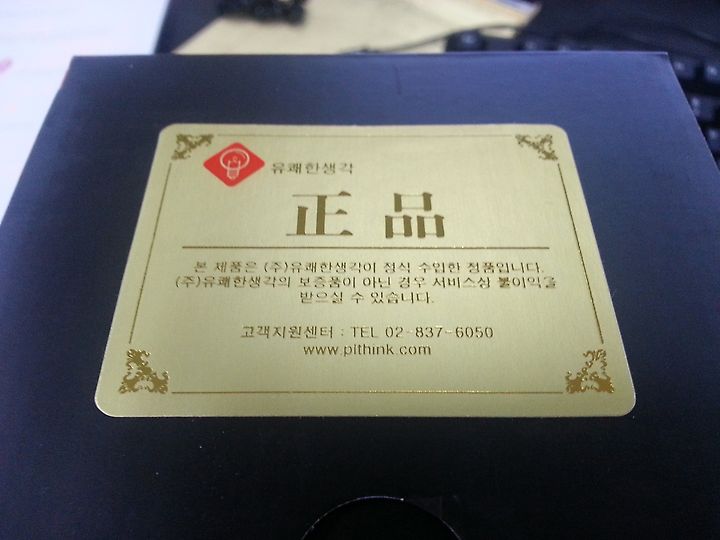 유쾌한생각
正品
본 제품은 (주)유쾌한생각이 정식 수입한 정품입니다.
(주)유쾌한생각의 보증품이 아닌 경우 서비스상 불이익을
받으실 수 있습니다.
고객지원센터 : TEL 02-837-6050
www.plthink.com